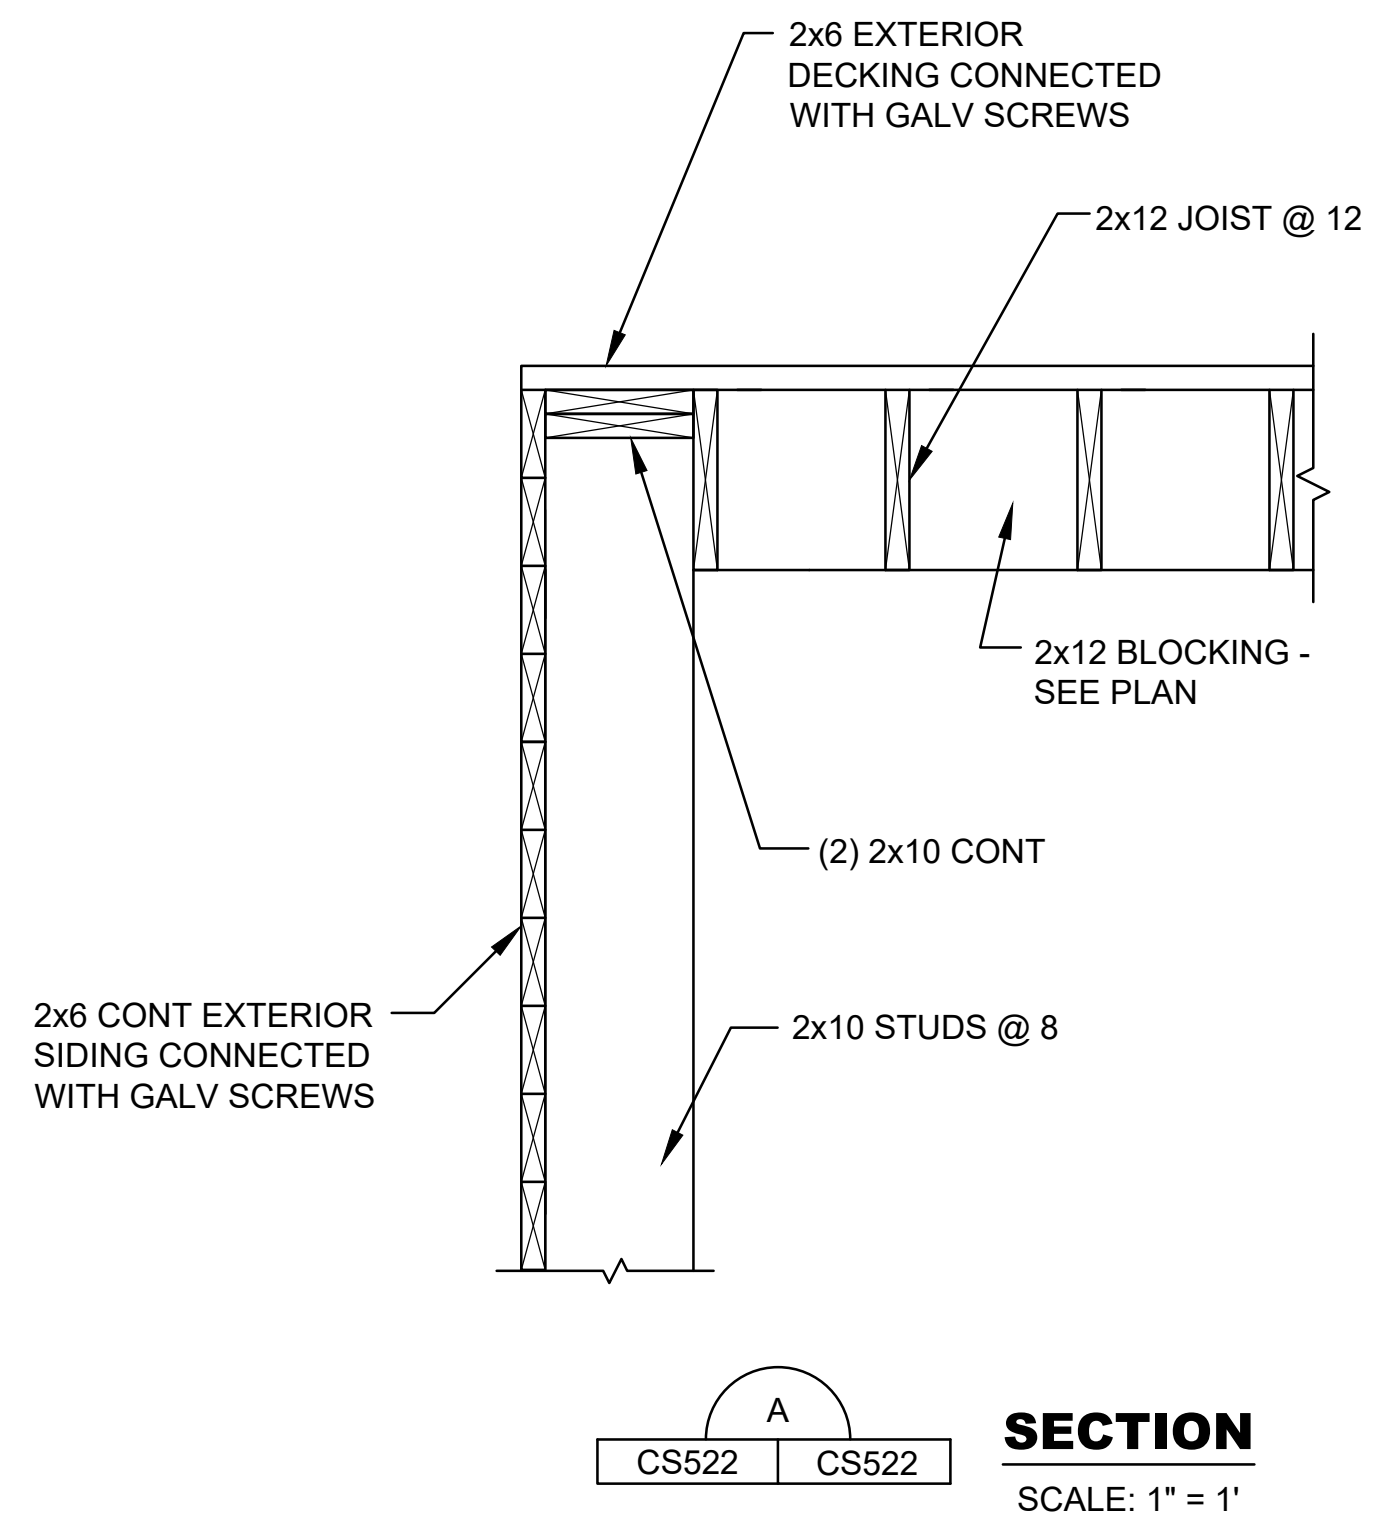 2x6 EXTERIOR
DECKING CONNECTED
WITH GALV SCREWS
2x12 JOIST @ 12
2x12 BLOCKING -
SEE PLAN
(2) 2x10 CONT
2x6 CONT EXTERIOR
SIDING CONNECTED
WITH GALV SCREWS
2x10 STUDS @ 8
A
CS522 CS522
SECTION
SCALE: 1" = 1'